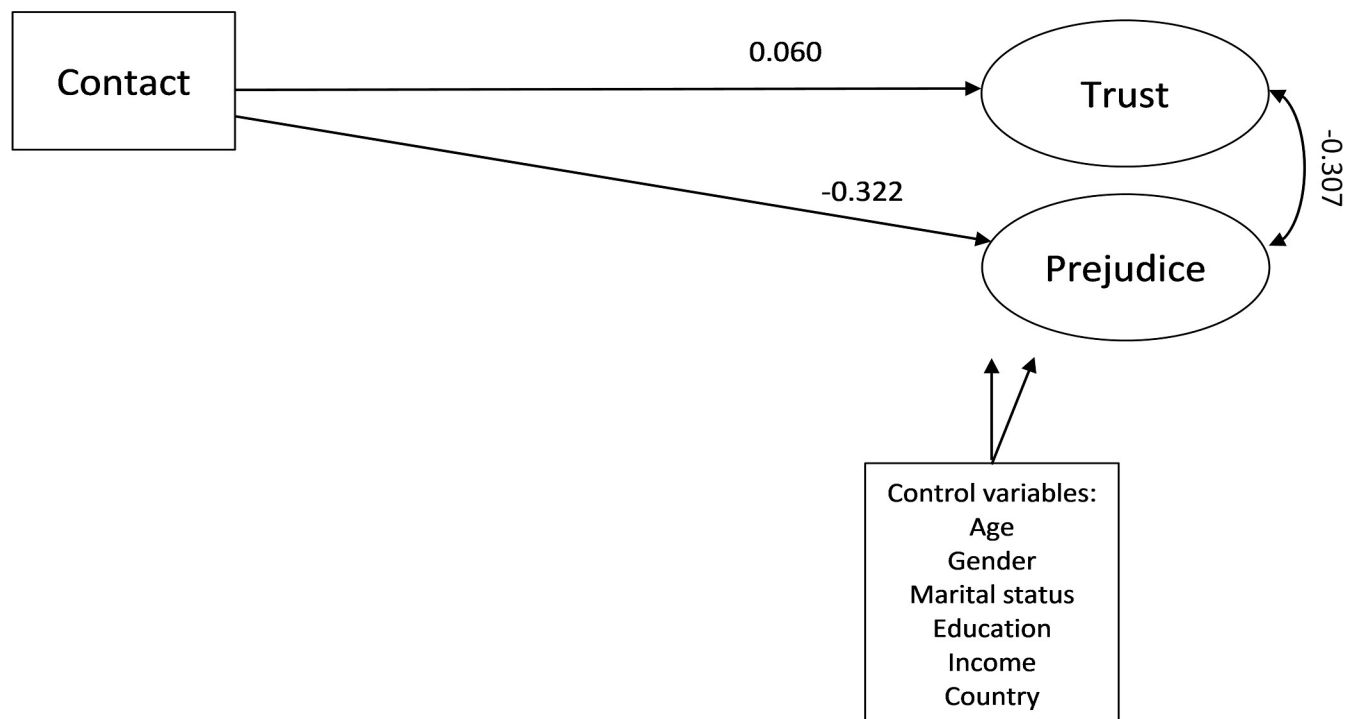 Contact
0.060
Trust
-0.322
-0.307
Prejudice
Control variables:
Age
Gender
Marital status
Education
Income
Country